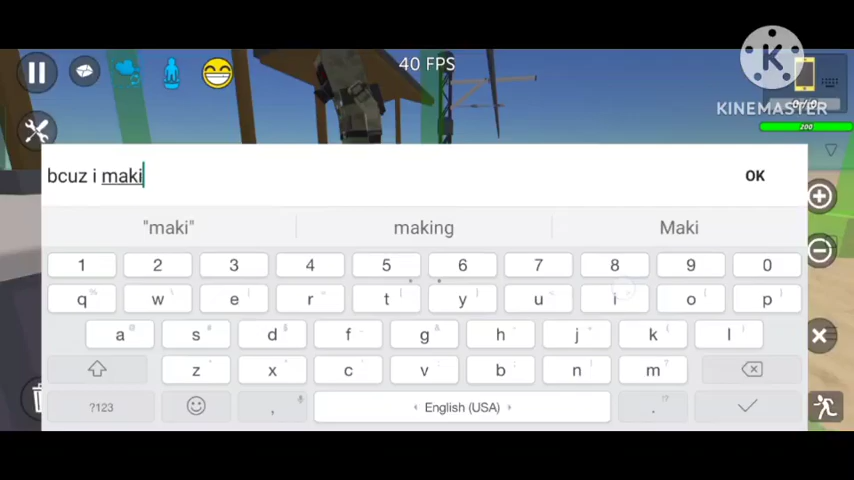 40 FPS
K
KINEMASTER
200
bcuz i maki
OK
"maki" making Maki
1 2 3 4 5 6 7 8 9 0
q w e r t y u i o p
a s d f g h j k l
z x c v b n m
?123 , English (USA) .